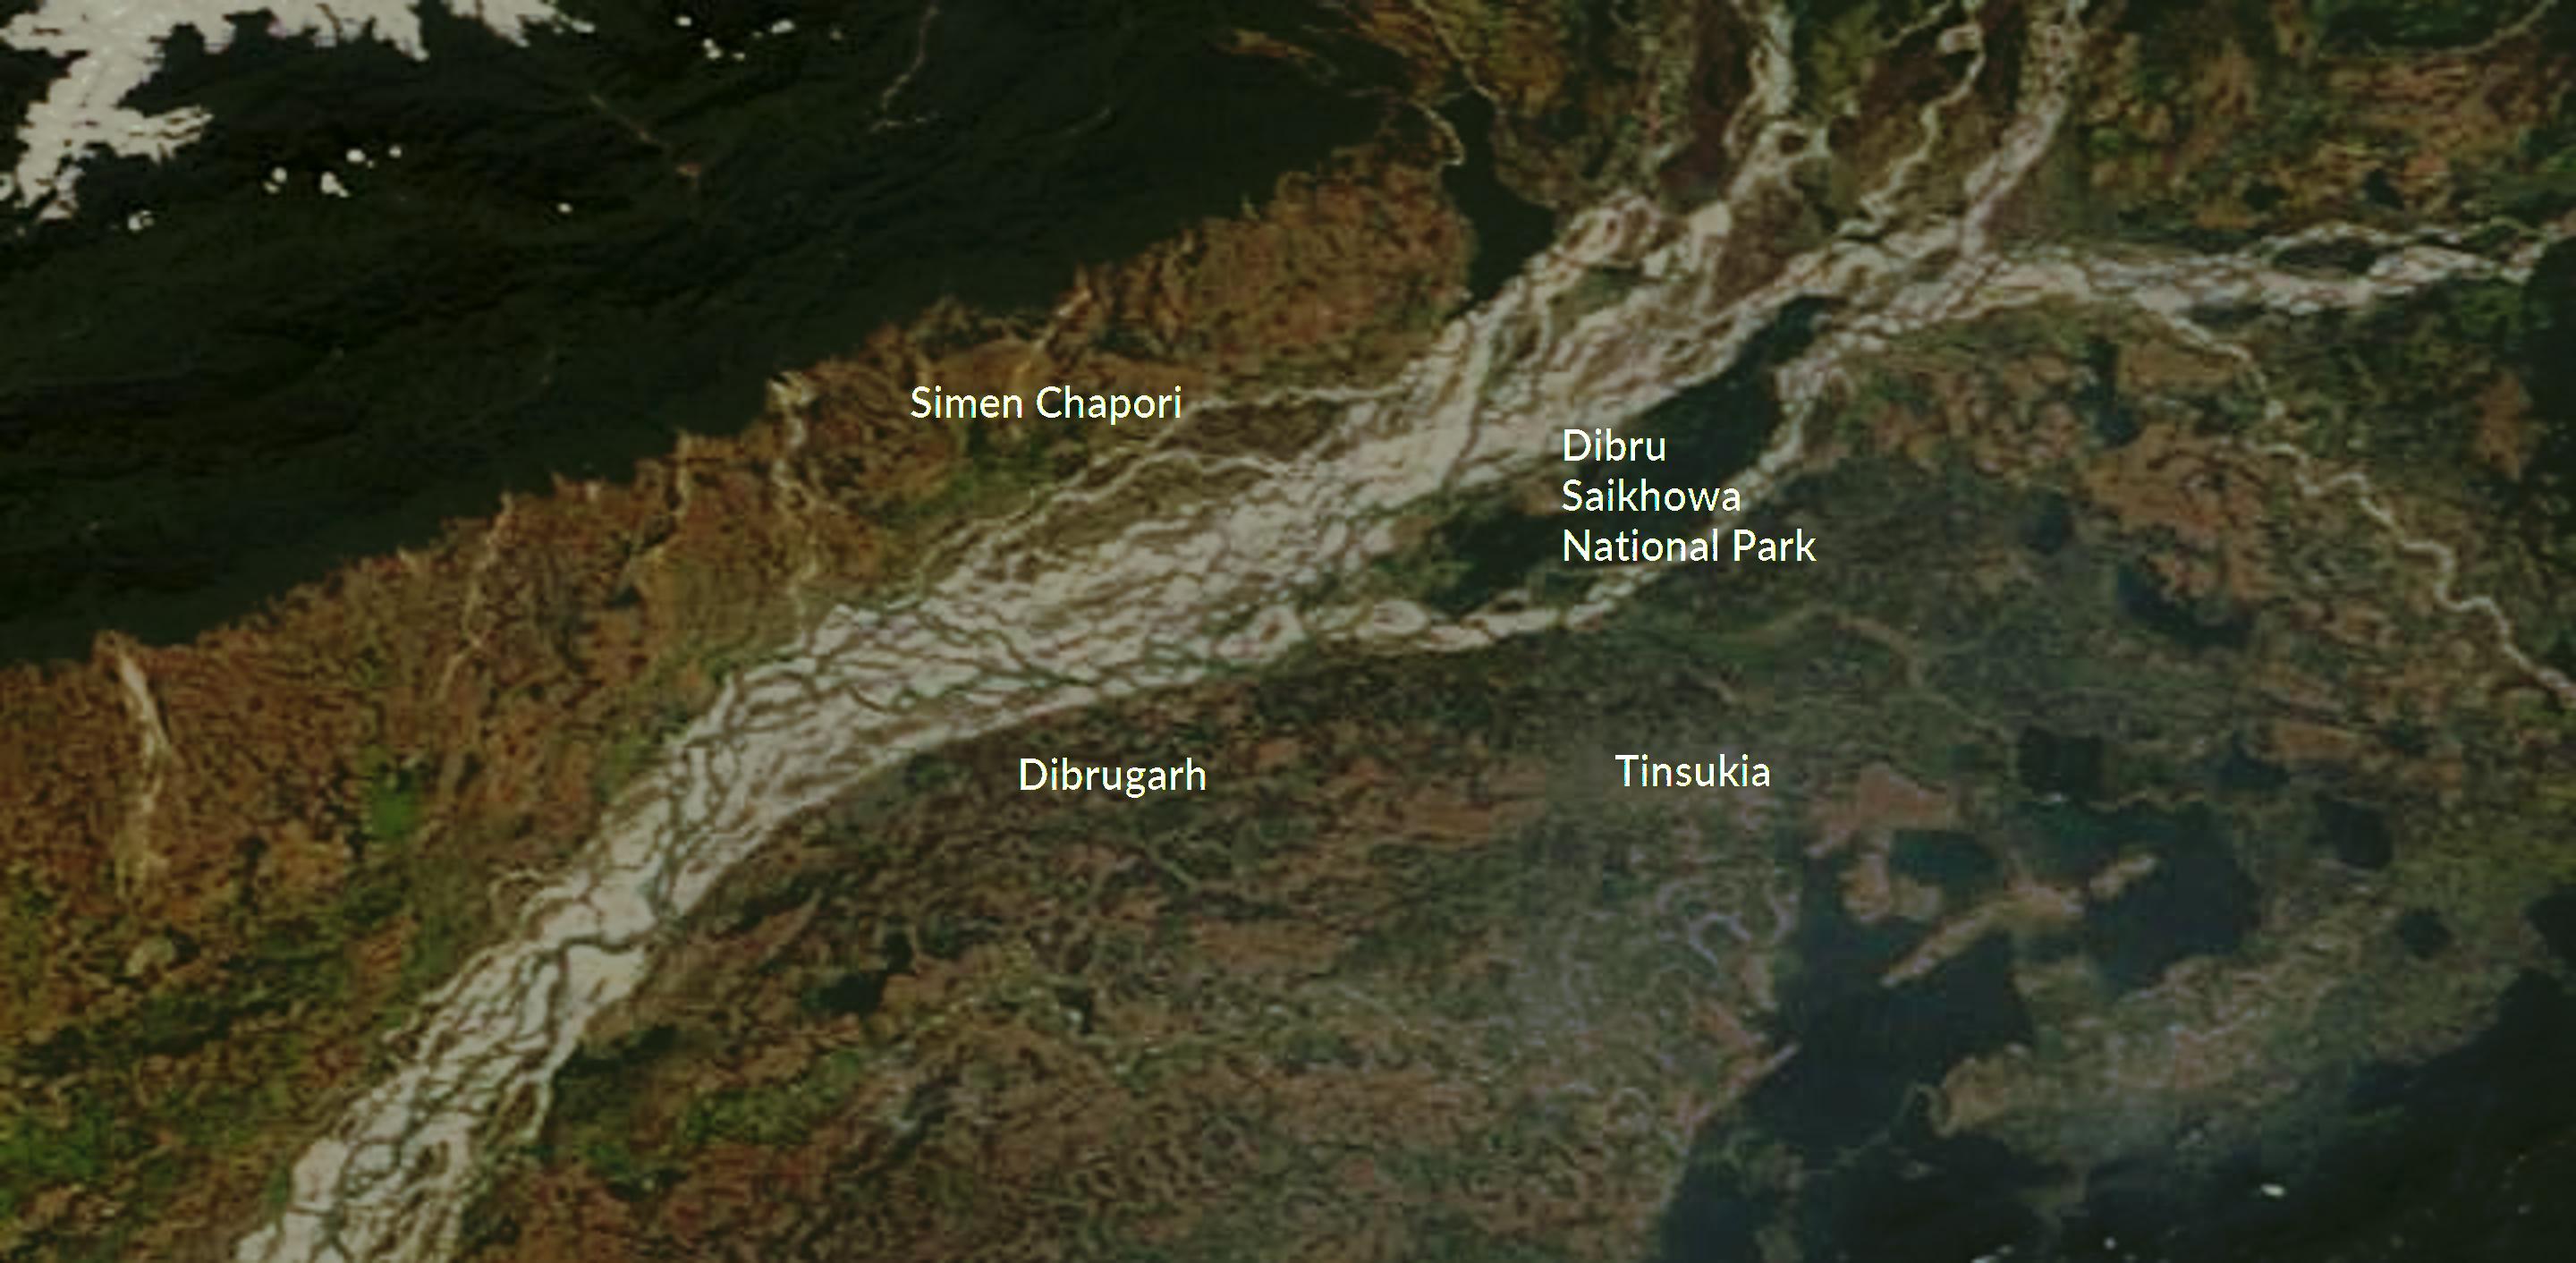 Simen Chapori
Dibru
Saikhowa
National Park
Dibrugarh
Tinsukia